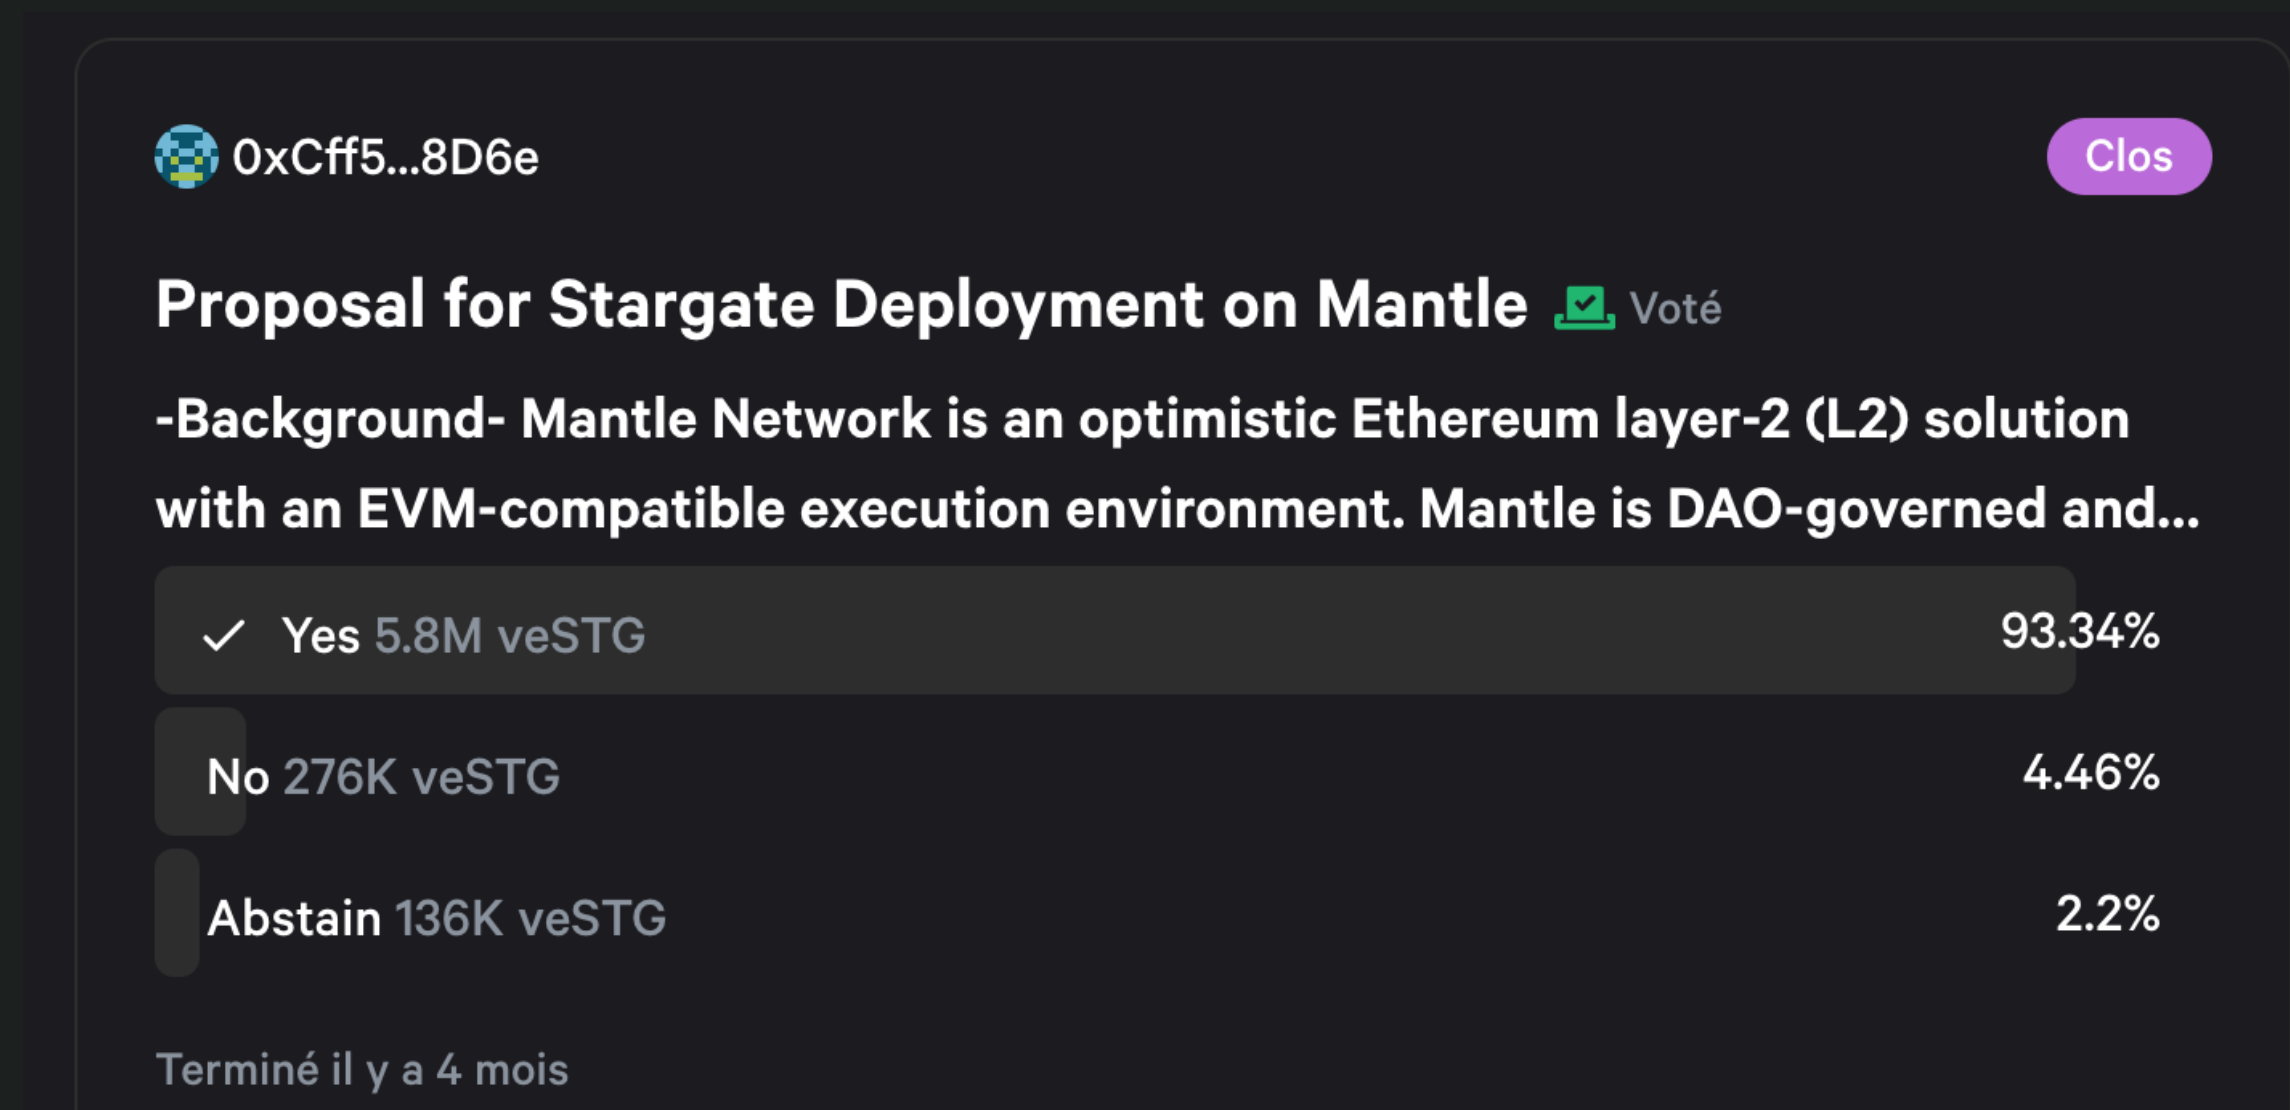 0xCff5...8D6e
Clos
Proposal for Stargate Deployment on Mantle Voté
-Background- Mantle Network is an optimistic Ethereum layer-2 (L2) solution
with an EVM-compatible execution environment. Mantle is DAO-governed and...
Yes 5.8M veSTG 93.34%
No 276K veSTG 4.46%
Abstain 136K veSTG 2.2%
Terminé il y a 4 mois